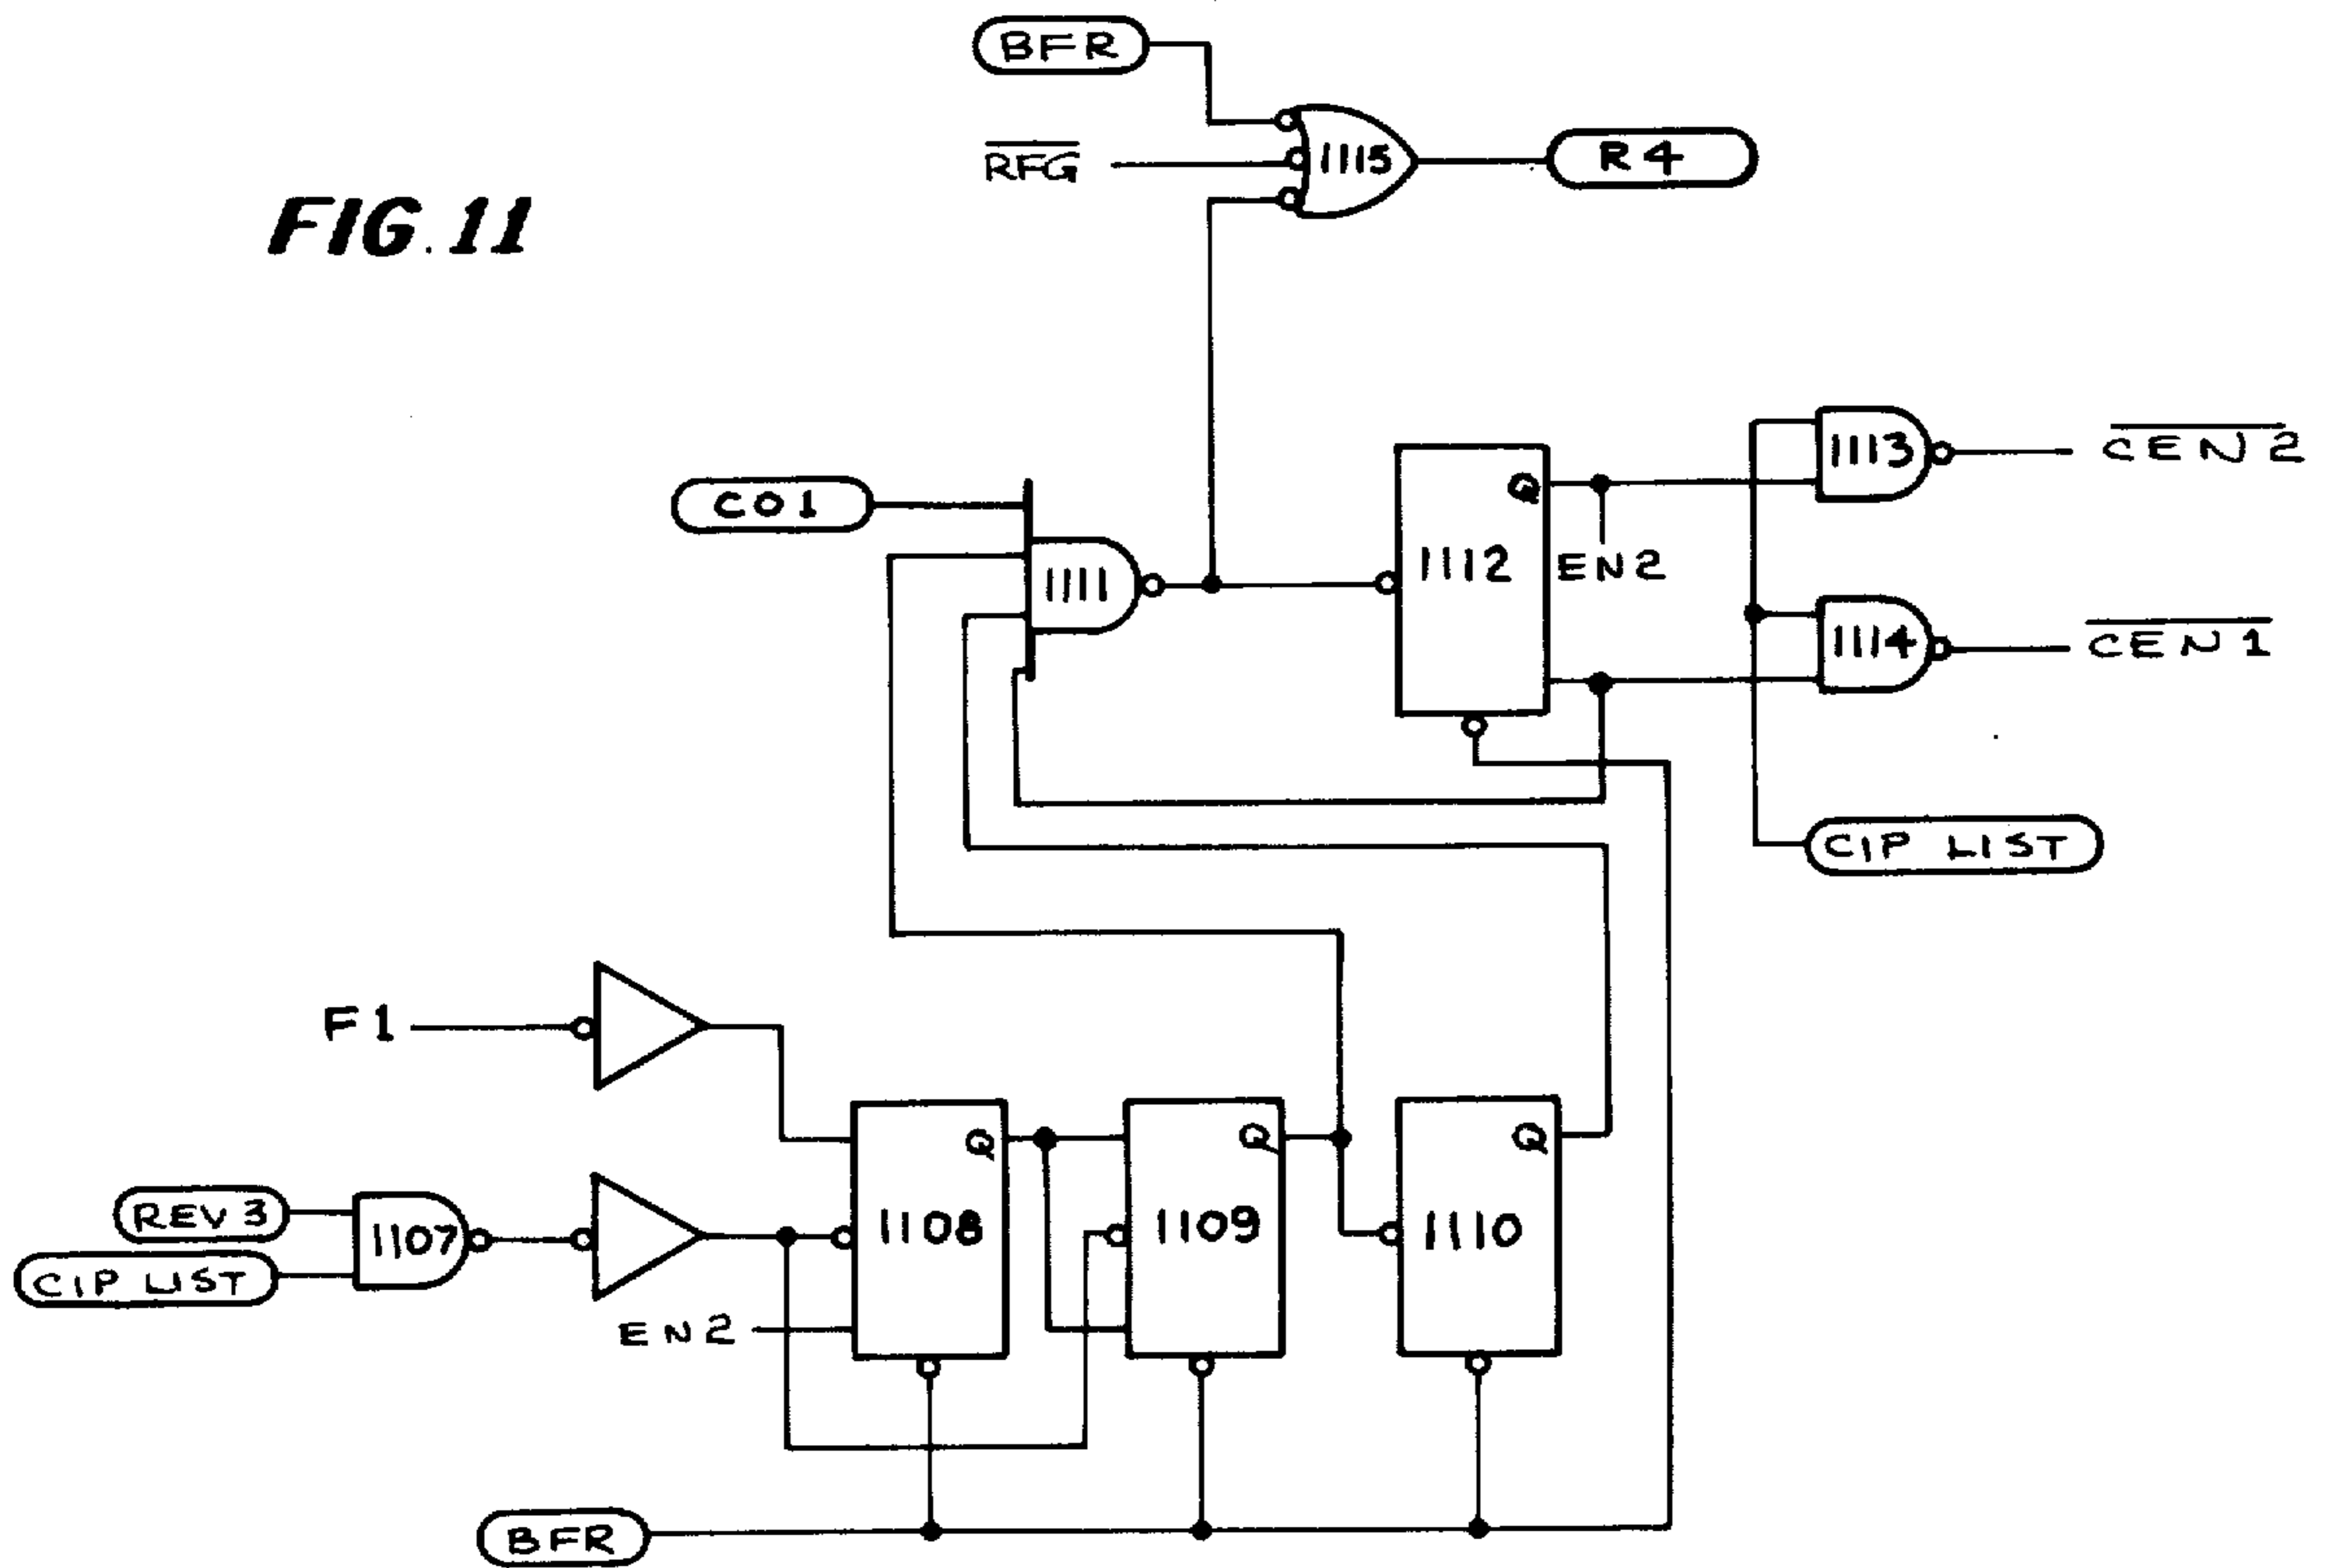 BFR
RFG
1115
R4
FIG. 11
CO1
1111
Q
1112
EN2
1113
CEN2
1114
CEN1
CIP LIST
F1
Q
1108
Q
1109
Q
1110
REV3
CIP LIST
1107
EN2
BFR